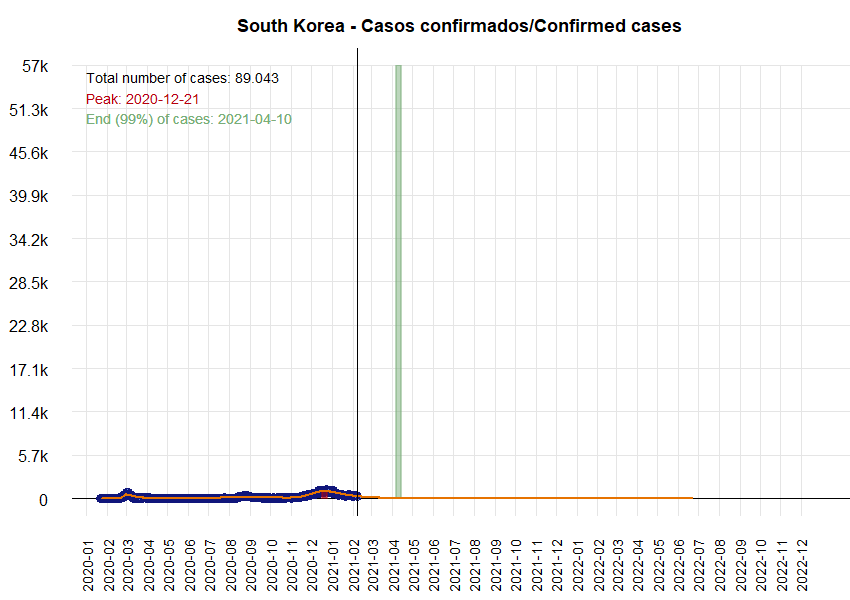 South Korea - Casos confirmados/Confirmed cases
57k
Total number of cases: 89.043
Peak: 2020-12-21
51.3k
End (99%) of cases: 2021-04-10
45.6k
39.9k
34.2k
28.5k
22.8k
17.1k
11.4k
5.7k
0
2020-01
2020-02
2020-03
2020-04
2020-05
2020-06
2020-07
2020-08
2020-09
2020-10
2020-11
2020-12
2021-01
2021-02
2021-03
2021-04
2021-05
2021-06
2021-07
2021-08
2021-09
2021-10
2021-11
2021-12
2022-01
2022-02
2022-03
2022-04
2022-05
2022-06
2022-07
2022-08
2022-09
2022-10
2022-11
2022-12